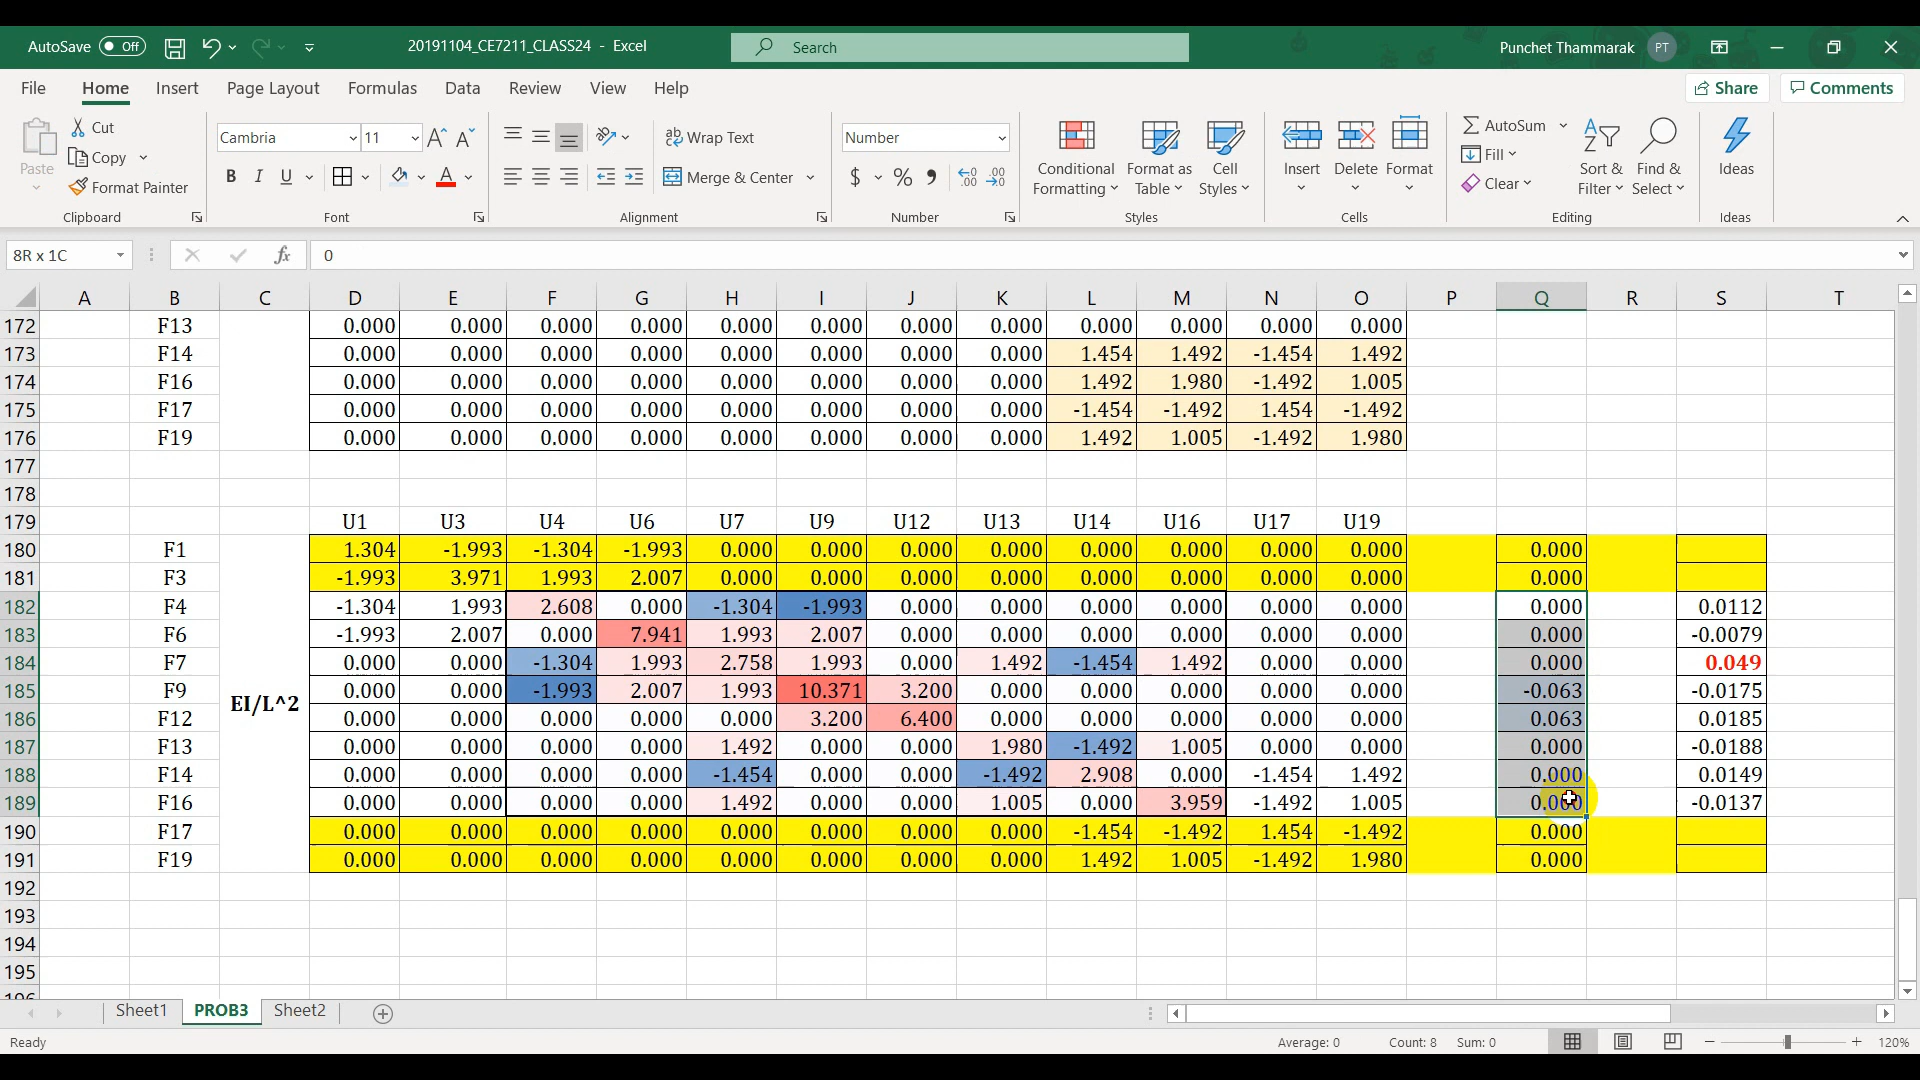 AutoSave Off 20191104_CE7211_CLASS24 - Excel Search Punchet Thammarak PT
File Home Insert Page Layout Formulas Data Review View Help Share Comments
Paste Cut Copy Format Painter Clipboard
Cambria 11 A A B I U A Font
ab Wrap Text Merge & Center Alignment
Number $ % Number
Conditional Formatting Format as Table Cell Styles Styles
Insert Delete Format Cells
AutoSum Fill Clear Sort & Filter Find & Select Editing
Ideas Ideas
8R x 1C fx 0
A B C D E F G H I J K L M N O P Q R S T
172 F13 0.000 0.000 0.000 0.000 0.000 0.000 0.000 0.000 0.000 0.000 0.000 0.000
173 F14 0.000 0.000 0.000 0.000 0.000 0.000 0.000 0.000 1.454 1.492 -1.454 1.492
174 F16 0.000 0.000 0.000 0.000 0.000 0.000 0.000 0.000 1.492 1.980 -1.492 1.005
175 F17 0.000 0.000 0.000 0.000 0.000 0.000 0.000 0.000 -1.454 -1.492 1.454 -1.492
176 F19 0.000 0.000 0.000 0.000 0.000 0.000 0.000 0.000 1.492 1.005 -1.492 1.980
177
178
179 U1 U3 U4 U6 U7 U9 U12 U13 U14 U16 U17 U19
180 F1 1.304 -1.993 -1.304 -1.993 0.000 0.000 0.000 0.000 0.000 0.000 0.000 0.000 0.000
181 F3 -1.993 3.971 1.993 2.007 0.000 0.000 0.000 0.000 0.000 0.000 0.000 0.000 0.000
182 F4 -1.304 1.993 2.608 0.000 -1.304 -1.993 0.000 0.000 0.000 0.000 0.000 0.000 0.000 0.0112
183 F6 -1.993 2.007 0.000 7.941 1.993 2.007 0.000 0.000 0.000 0.000 0.000 0.000 0.000 -0.0079
184 F7 0.000 0.000 -1.304 1.993 2.758 1.993 0.000 1.492 -1.454 1.492 0.000 0.000 0.000 0.049
185 F9 EI/L^2 0.000 0.000 -1.993 2.007 1.993 10.371 3.200 0.000 0.000 0.000 0.000 0.000 -0.063 -0.0175
186 F12 0.000 0.000 0.000 0.000 0.000 3.200 6.400 0.000 0.000 0.000 0.000 0.000 0.063 0.0185
187 F13 0.000 0.000 0.000 0.000 1.492 0.000 0.000 1.980 -1.492 1.005 0.000 0.000 0.000 -0.0188
188 F14 0.000 0.000 0.000 0.000 -1.454 0.000 0.000 -1.492 2.908 0.000 -1.454 1.492 0.000 0.0149
189 F16 0.000 0.000 0.000 0.000 1.492 0.000 0.000 1.005 0.000 3.959 -1.492 1.005 0.000 -0.0137
190 F17 0.000 0.000 0.000 0.000 0.000 0.000 0.000 0.000 -1.454 -1.492 1.454 -1.492 0.000
191 F19 0.000 0.000 0.000 0.000 0.000 0.000 0.000 0.000 1.492 1.005 -1.492 1.980 0.000
192
193
194
195
196
Sheet1 PROB3 Sheet2
Ready Average: 0 Count: 8 Sum: 0 120%